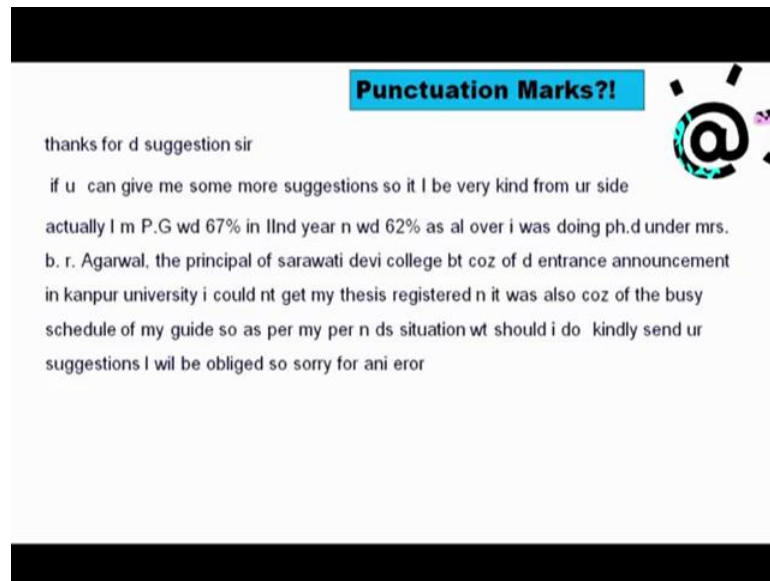 Punctuation Marks?!
thanks for d suggestion sir
if u can give me some more suggestions so it l be very kind from ur side
actually I m P.G wd 67% in IInd year n wd 62% as al over i was doing ph.d under mrs.
b. r. Agarwal, the principal of sarawati devi college bt coz of d entrance announcement
in kanpur university i could nt get my thesis registered n it was also coz of the busy
schedule of my guide so as per my per n ds situation wt should i do kindly send ur
suggestions I wil be obliged so sorry for ani eror
@